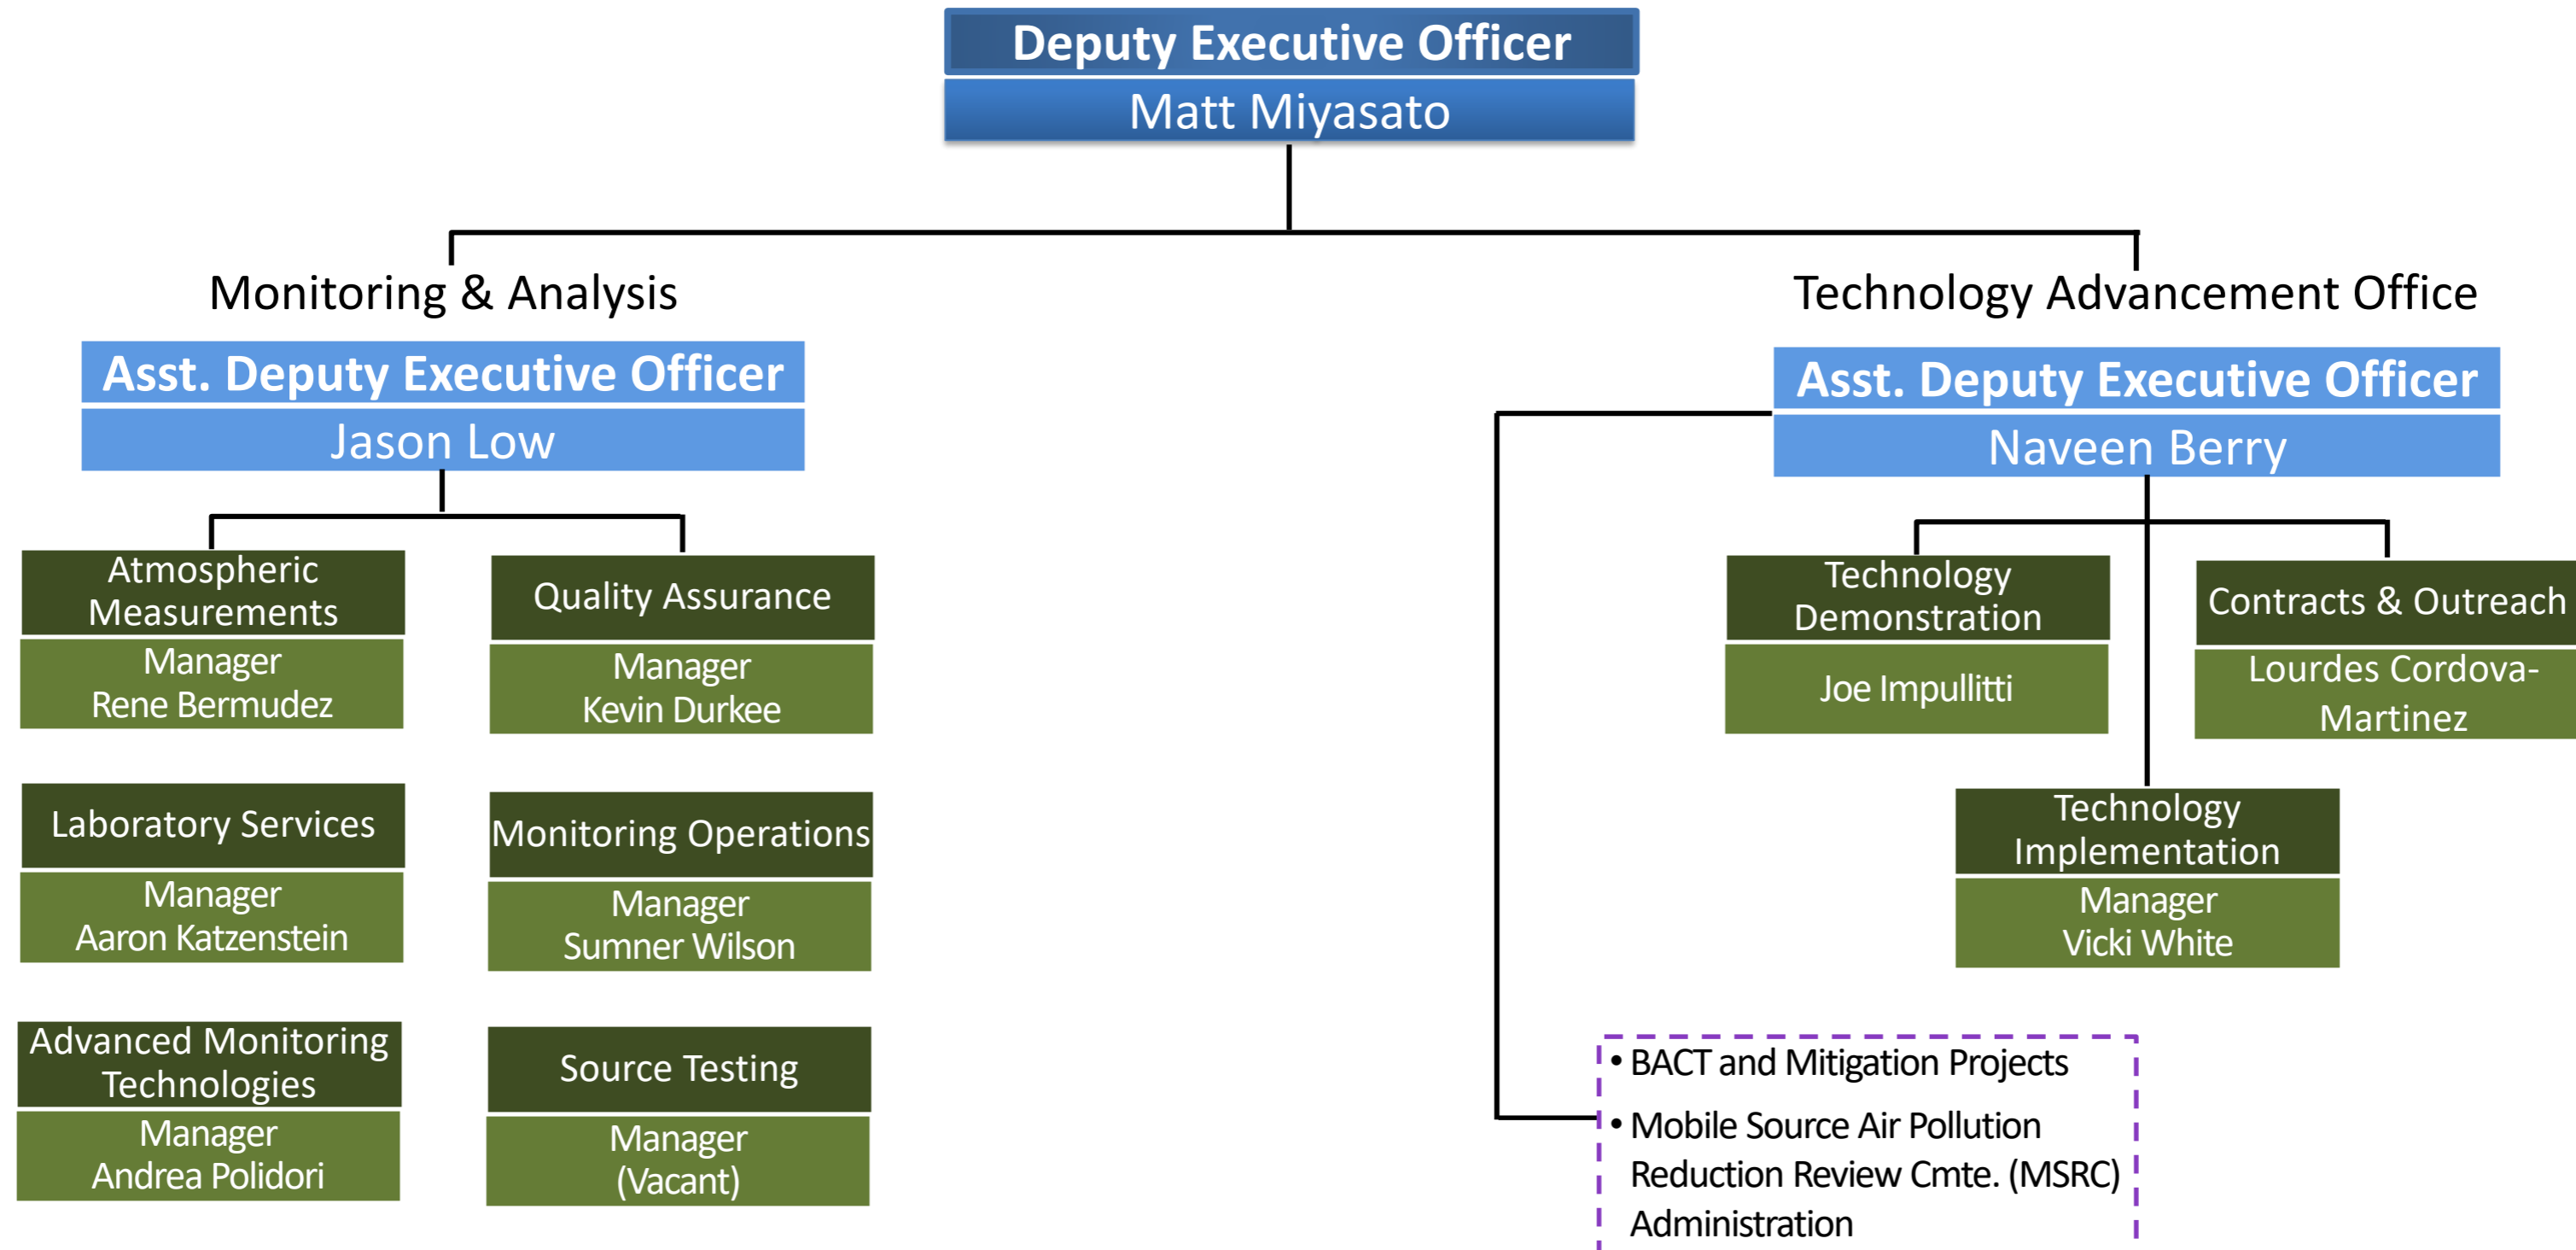 Deputy Executive Officer
Matt Miyasato
Monitoring & Analysis
Asst. Deputy Executive Officer
Jason Low
Atmospheric
Measurements
Manager
Rene Bermudez
Quality Assurance
Manager
Kevin Durkee
Laboratory Services
Manager
Aaron Katzenstein
Monitoring Operations
Manager
Sumner Wilson
Advanced Monitoring
Technologies
Manager
Andrea Polidori
Source Testing
Manager
(Vacant)
Technology Advancement Office
Asst. Deputy Executive Officer
Naveen Berry
Technology
Demonstration
Joe Impullitti
Contracts & Outreach
Lourdes Cordova-
Martinez
Technology
Implementation
Manager
Vicki White
• BACT and Mitigation Projects
• Mobile Source Air Pollution
Reduction Review Cmte. (MSRC)
Administration